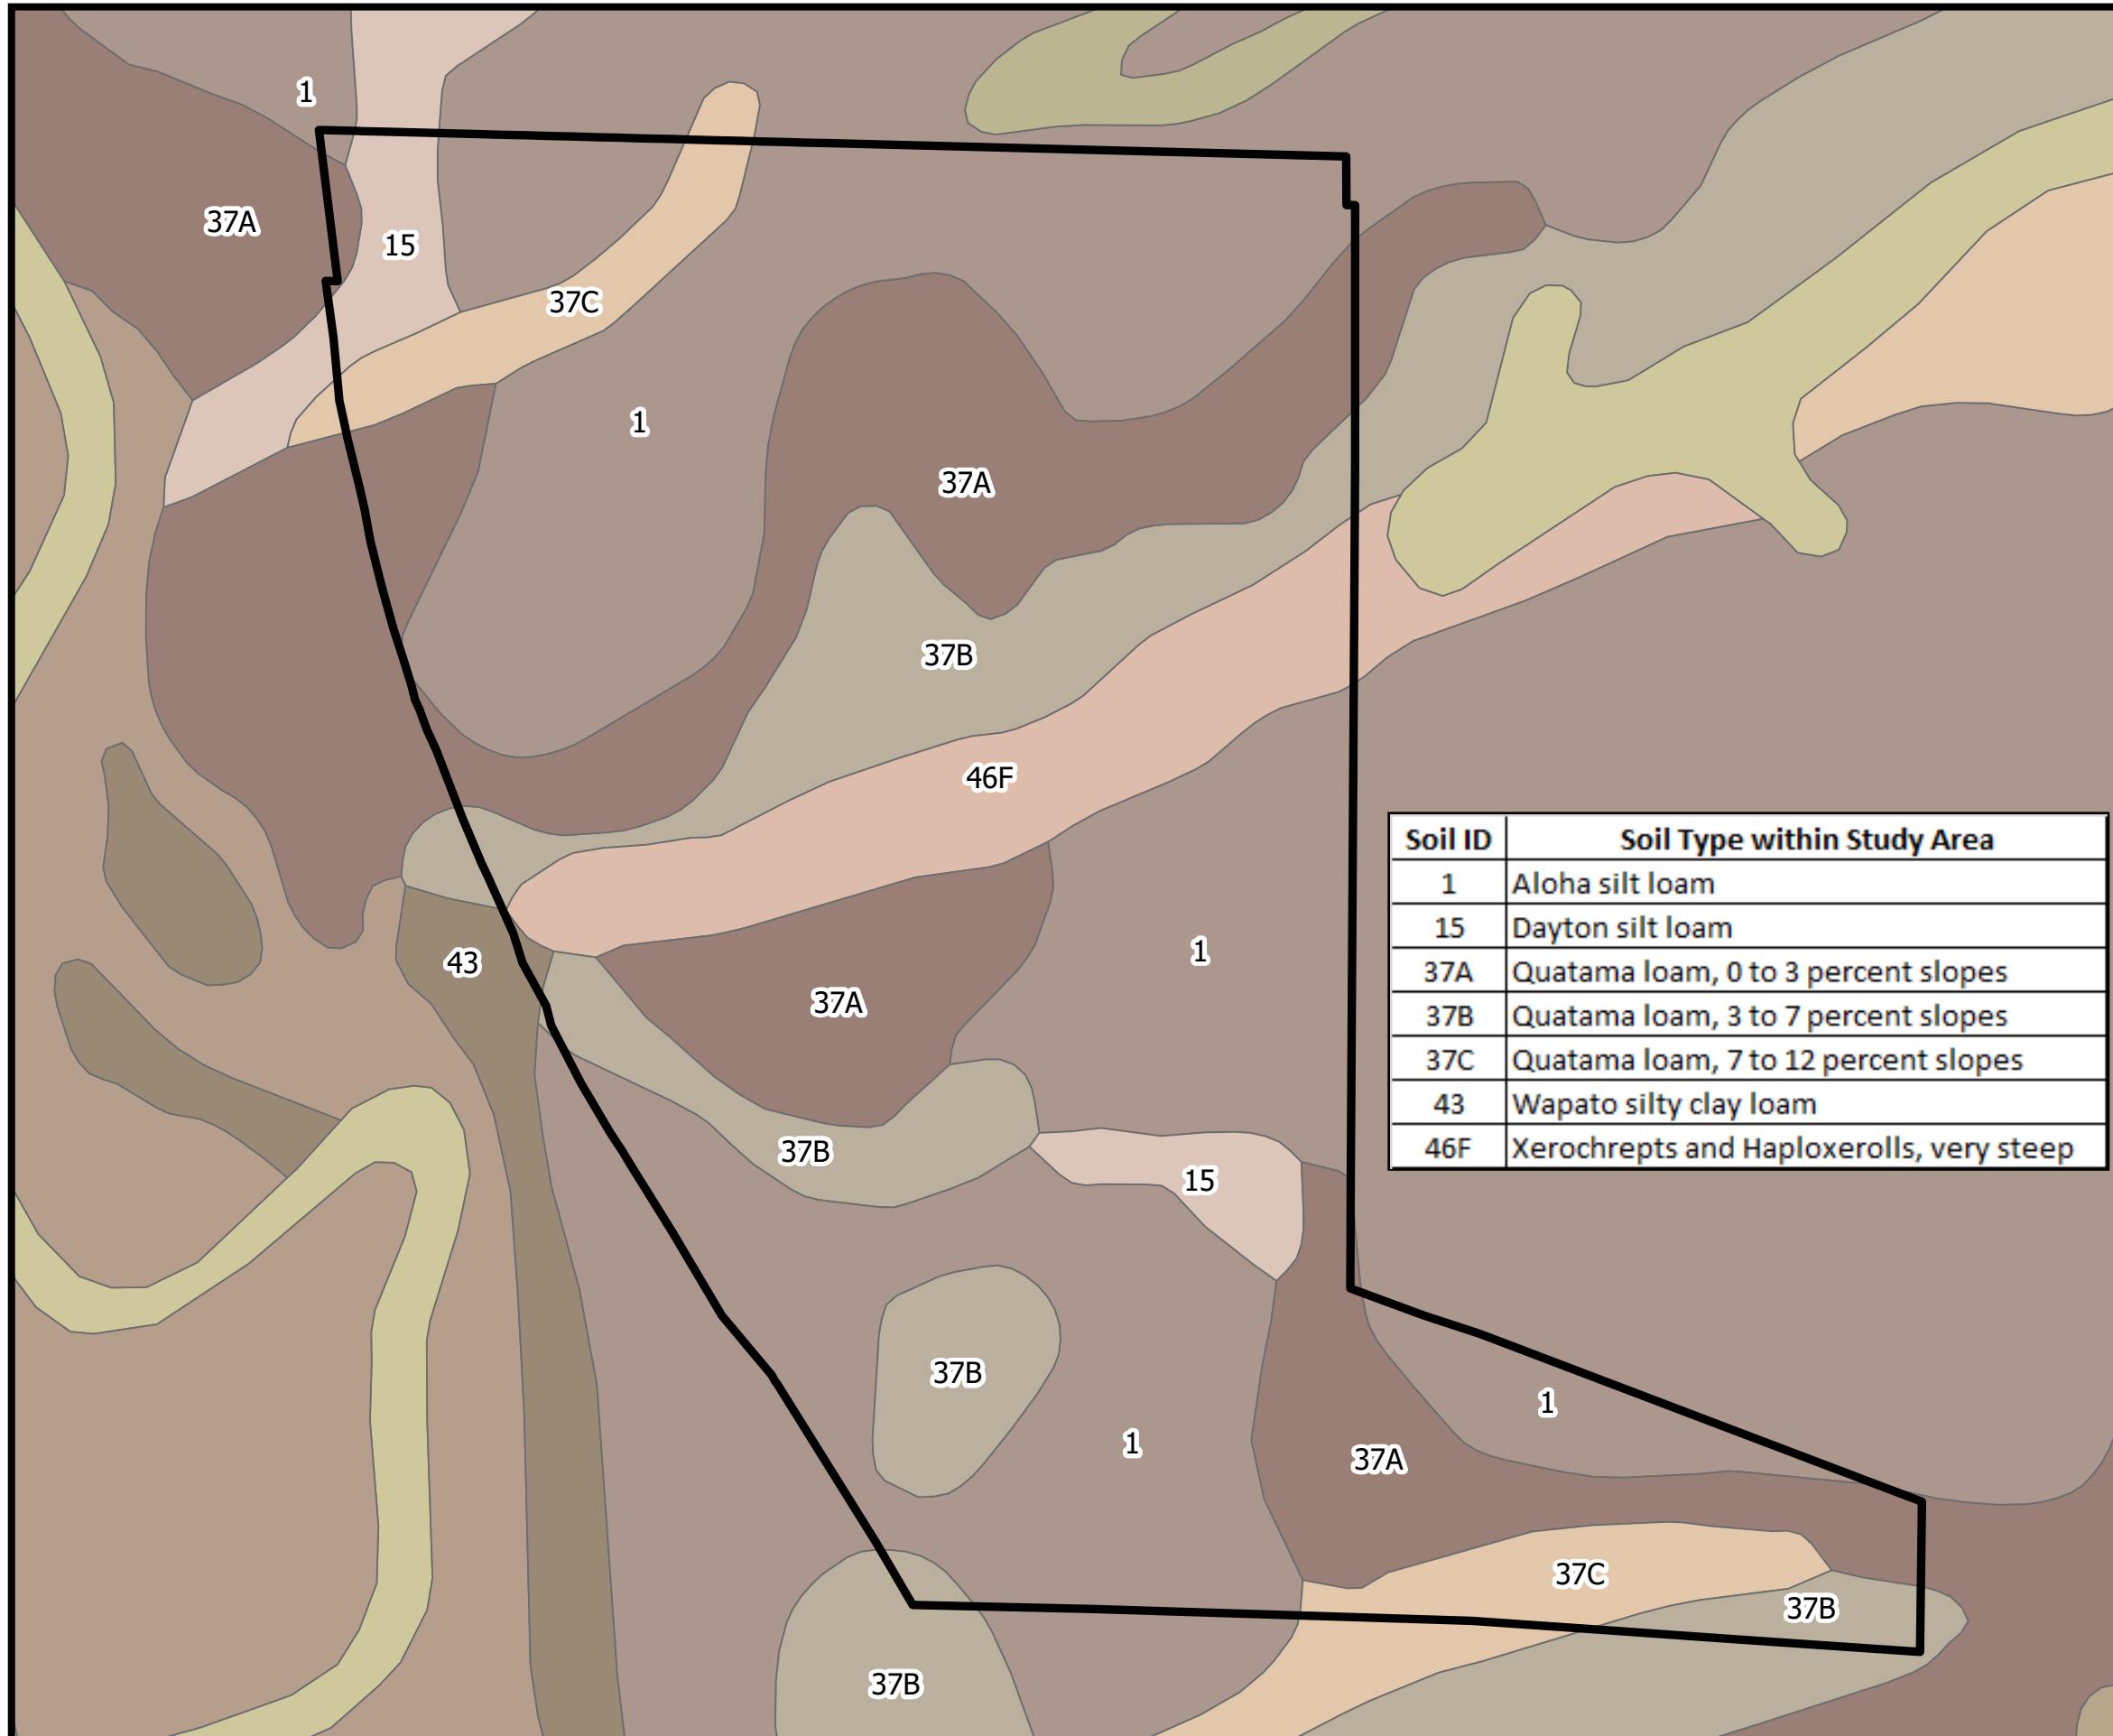 1
37A
15
37C
1
37A
37B
46F
43
1
37A
37B
15
37B
1
1
37A
37C
37B
37B
Soil ID Soil Type within Study Area
1 Aloha silt loam
15 Dayton silt loam
37A Quatama loam, 0 to 3 percent slopes
37B Quatama loam, 3 to 7 percent slopes
37C Quatama loam, 7 to 12 percent slopes
43 Wapato silty clay loam
46F Xerochrepts and Haploxerolls, very steep